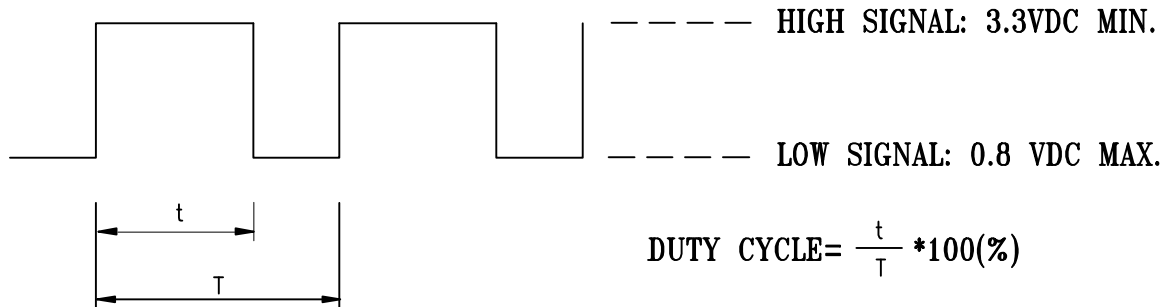 HIGH SIGNAL: 3.3VDC MIN.
LOW SIGNAL: 0.8 VDC MAX.
t
T
DUTY CYCLE= t/T *100(%)